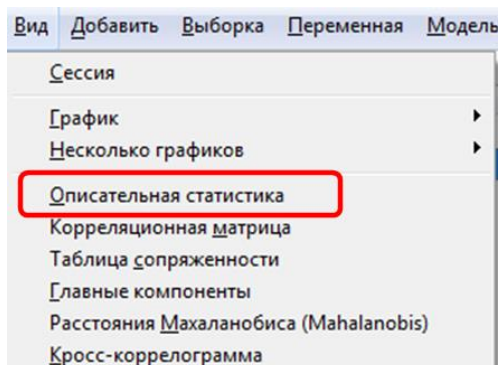 Вид Добавить Выборка Переменная Модель
Сессия
График
Несколько графиков
Описательная статистика
Корреляционная матрица
Таблица сопряженности
Главные компоненты
Расстояния Махаланобиса (Mahalanobis)
Кросс-коррелограмма